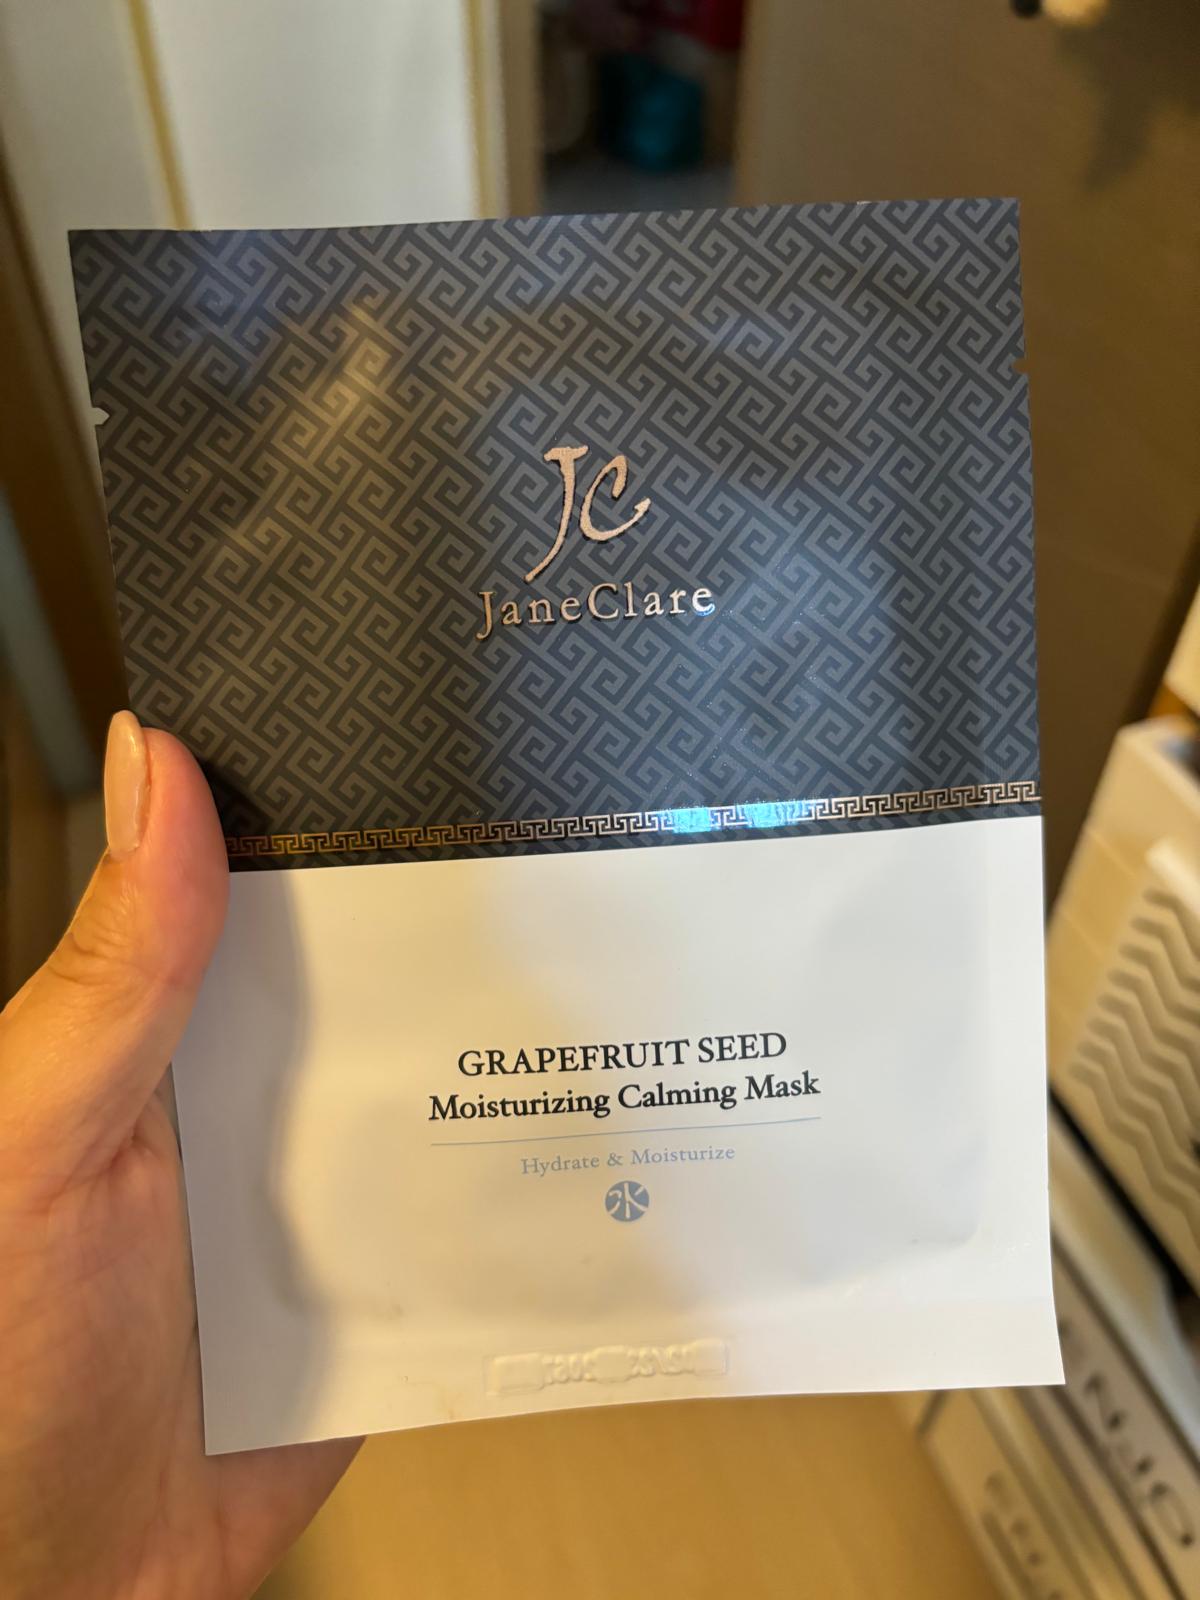 JC
JaneClare
GRAPEFRUIT SEED
Moisturizing Calming Mask
Hydrate & Moisturize
水